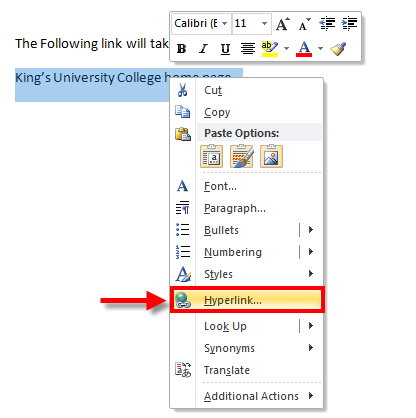 Calibri (E 11
The Following link will tak
B I U ab A
King's University College home page
Cut
Copy
Paste Options:
a
Font...
Paragraph...
Bullets
Numbering
Styles
Hyperlink...
Look Up
Synonyms
Translate
Additional Actions